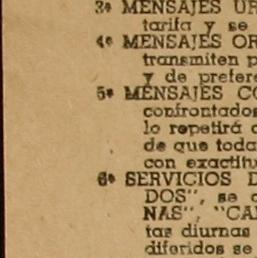 3º MENSAJES UR
tarifa y se
4º MENSAJES OR
transmiten p
y de prefere
5º MENSAJES CO
confrontados
lo repetirá
de que toda
con exactitu
6º SERVICIOS D
DOS", se
NAS", "CA
tas diurnas
diferidos se